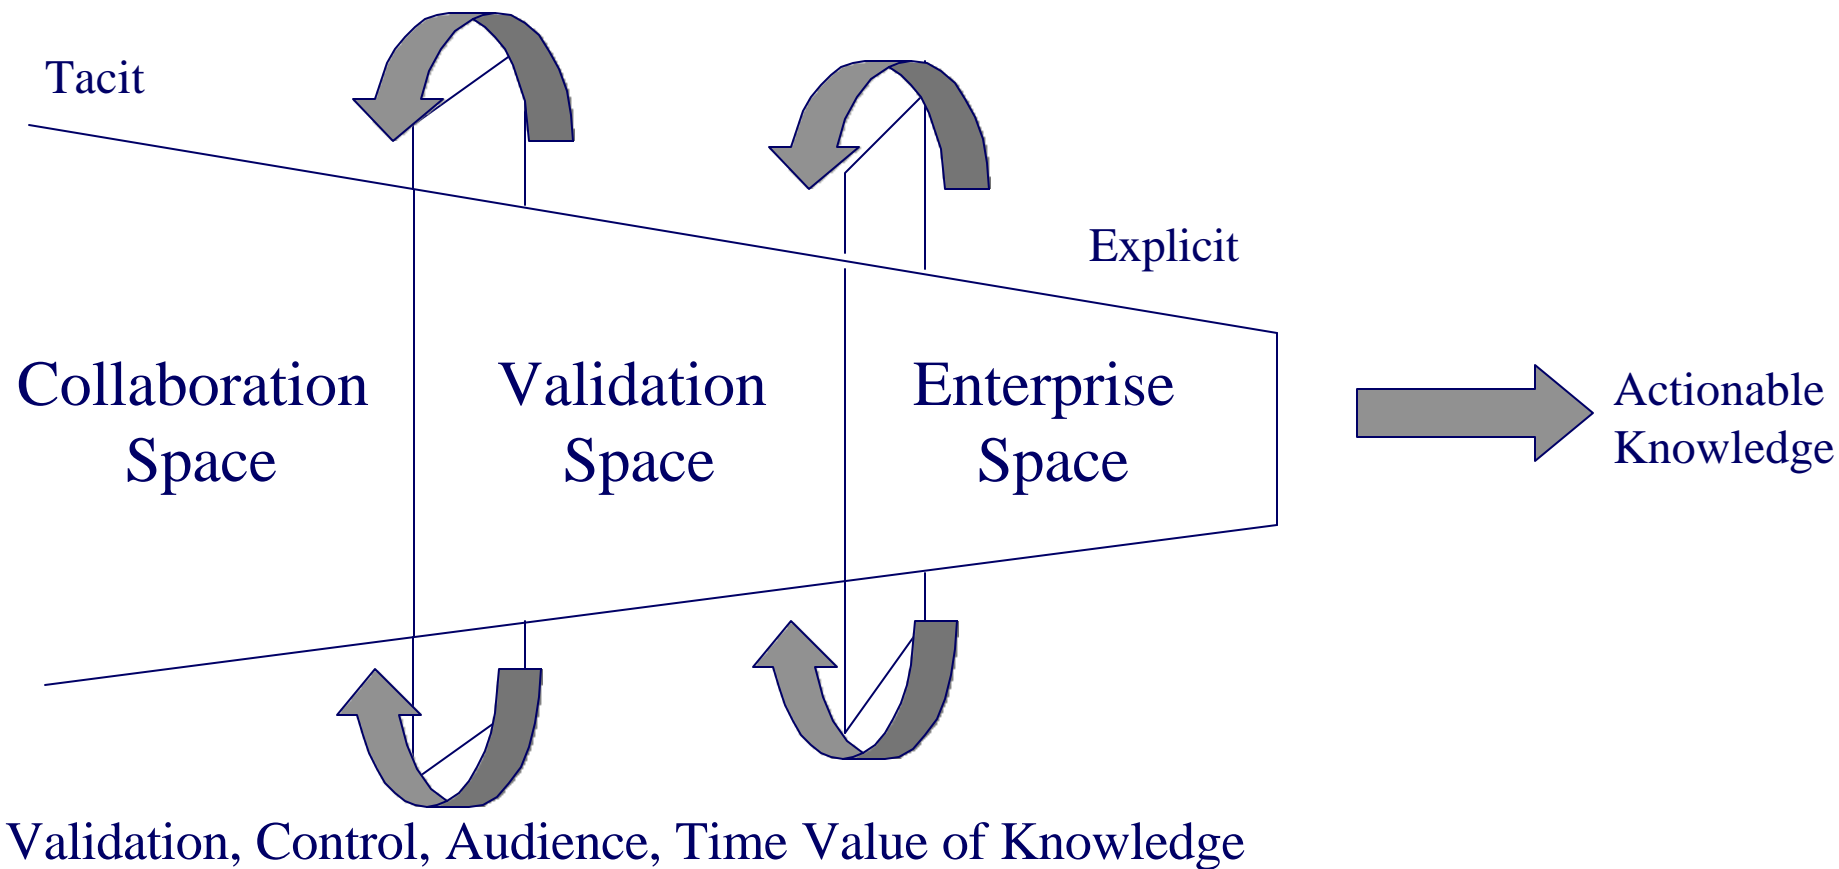 Tacit
Explicit
Collaboration
Space
Validation
Space
Enterprise
Space
Actionable
Knowledge
Validation, Control, Audience, Time Value of Knowledge